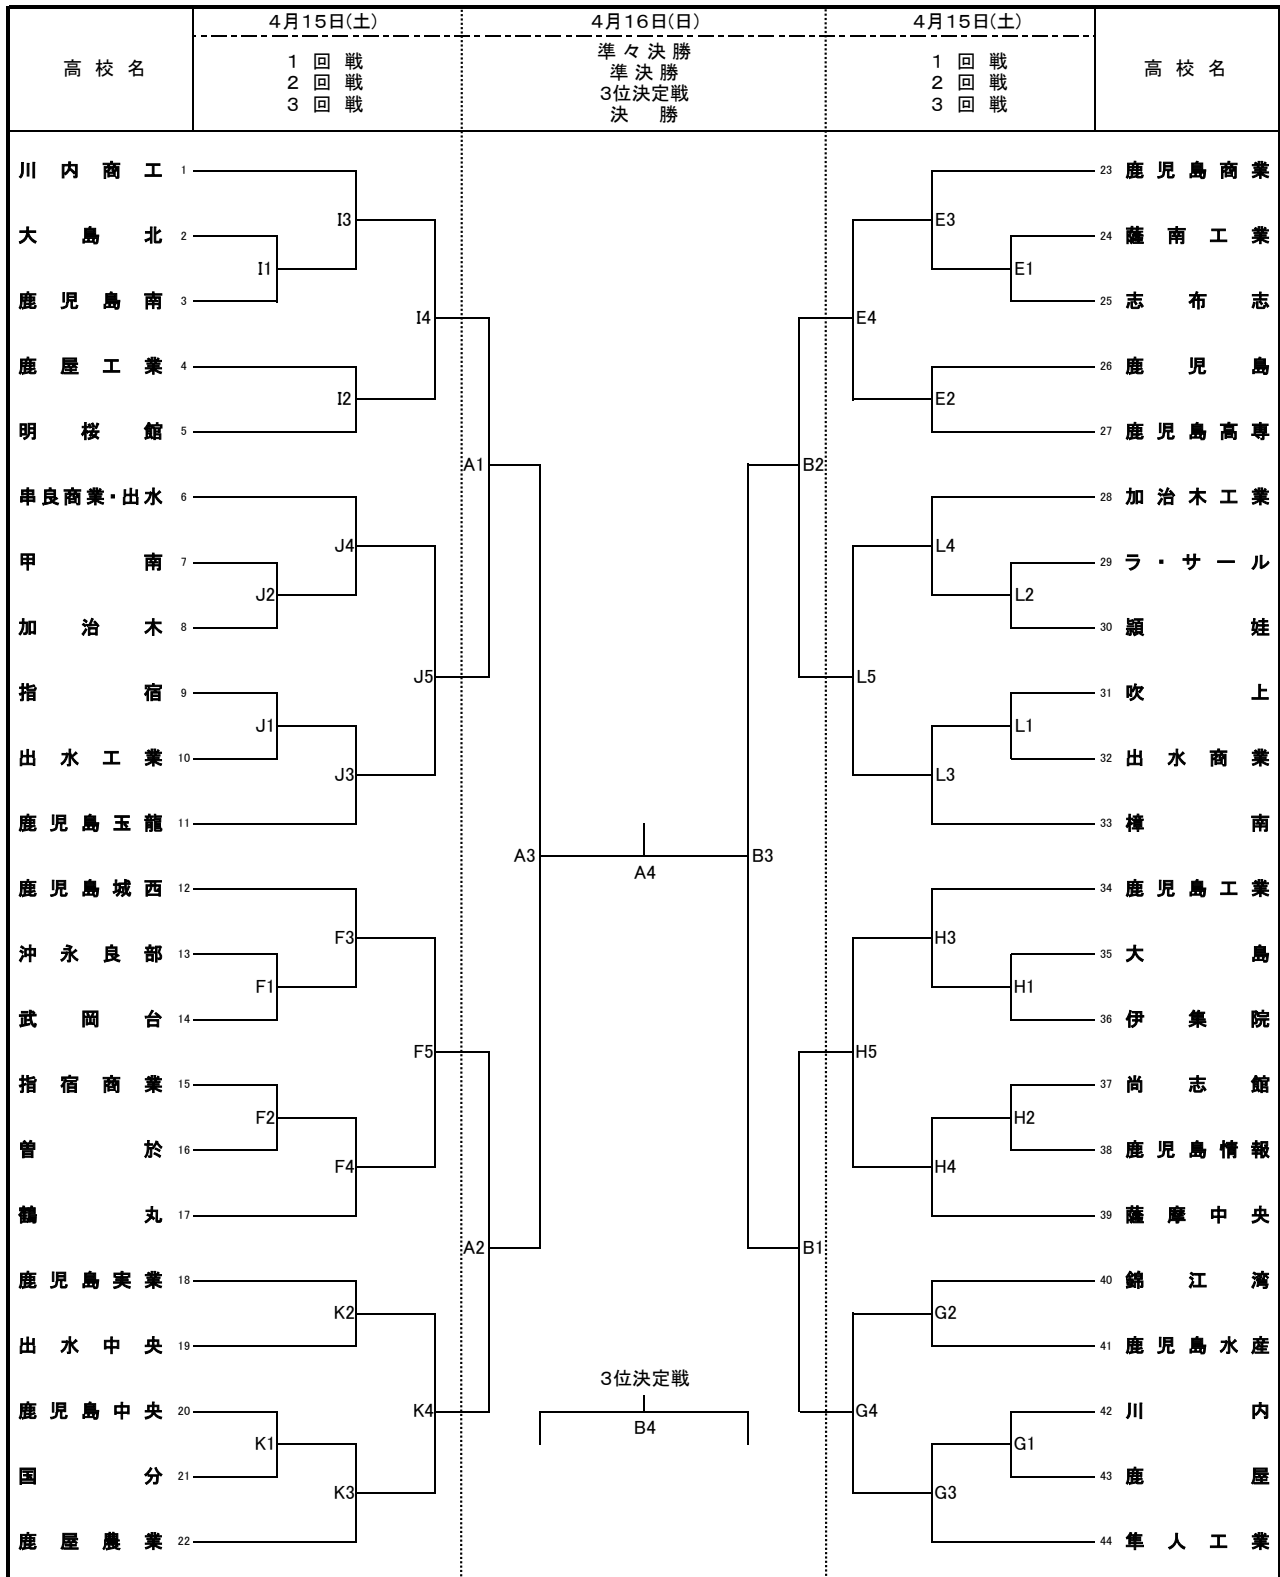 高校名 4月15日(土) 4月16日(日) 4月15日(土) 高校名
1回戦 準々決勝 1回戦
2回戦 準決勝 2回戦
3回戦 3位決定戦 3回戦
決勝
川内商工 1 23 鹿児島商業
I3 E3
大島北 2 24 薩南工業
I1 E1
鹿児島南 3 25 志布志
I4 E4
鹿屋工業 4 26 鹿児島
I2 E2
明桜館 5 27 鹿児島高専
A1 B2
串良商業・出水 6 28 加治木工業
J4 L4
甲南 7 29 ラ・サール
J2 L2
加治木 8 30 頴娃
J5 L5
指宿 9 31 吹上
J1 L1
出水工業 10 32 出水商業
J3 L3
鹿児島玉龍 11 33 樟南
A3 A4 B3
鹿児島城西 12 34 鹿児島工業
F3 H3
沖永良部 13 35 大島
F1 H1
武岡台 14 36 伊集院
F5 H5
指宿商業 15 37 尚志館
F2 H2
曽於 16 38 鹿児島情報
F4 H4
鶴丸 17 39 薩摩中央
A2 B1
鹿児島実業 18 40 錦江湾
K2 G2
出水中央 19 41 鹿児島水産
3位決定戦
鹿児島中央 20 K4 G4 42 川内
B4
K1 G1
国分 21 43 鹿屋
K3 G3
鹿屋農業 22 44 隼人工業